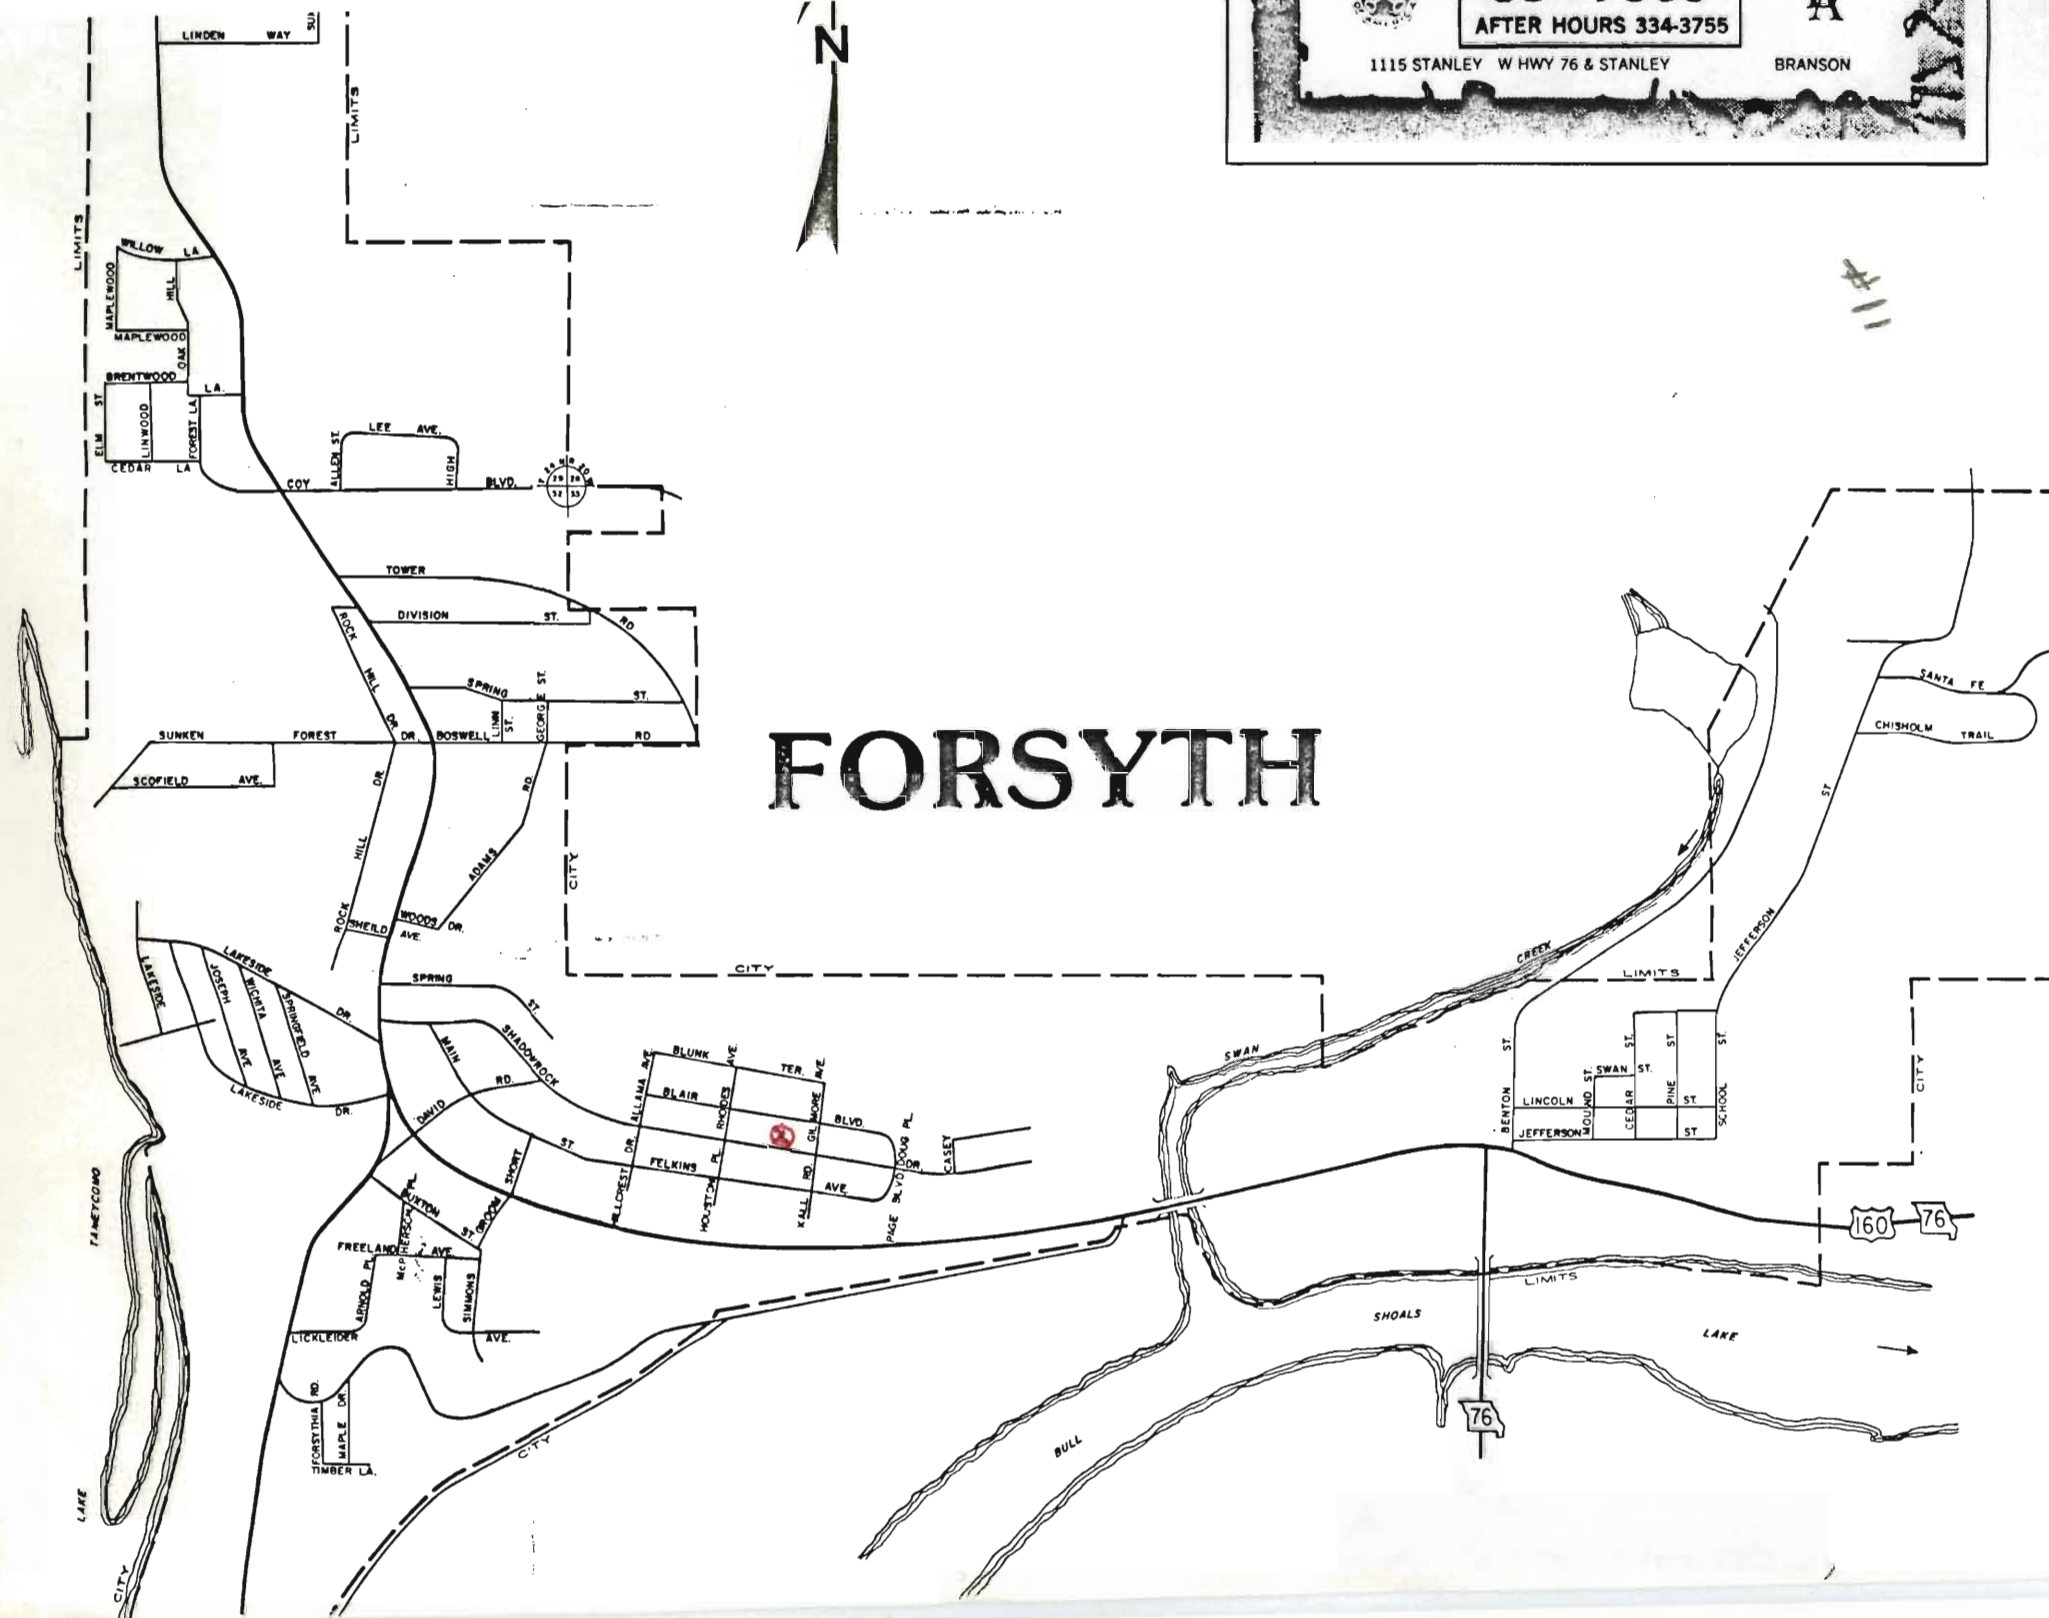 AFTER HOURS 334-3755
1115 STANLEY W HWY 76 & STANLEY BRANSON
N
LINDEN WAY
LIMITS
LIMITS
WILLOW LA
MAPLEWOOD
HILL
MAPLEWOOD
OAK
BRENTWOOD
LA.
ELM ST
LINWOOD
FOREST LA.
CEDAR LA
ALLEN ST.
LEE AVE.
HIGH
COY BLVD.
29 28
32 33
TOWER RD
DIVISION ST.
ROCK HILL DR.
SPRING ST.
LINN ST.
GEORGE ST.
SUNKEN FOREST DR.
BOSWELL RD
SCOFIELD AVE.
FORSYTH
ROCK HILL DR.
ADAMS RD.
CITY
WOODS DR.
SHEILD AVE.
SANTA FE
CHISHOLM TRAIL
JEFFERSON ST
CREEK
SWAN
LIMITS
CITY
LAKESIDE
LAKESIDE DR.
JOSEPH AVE
WICHITA AVE
SPRINGFIELD AVE
LAKESIDE DR.
SPRING ST.
SHADOWROCK DR.
MAIN ST.
DAVID RD.
BLUNK TER.
ALLAMA AVE.
RHODES AVE.
GILMORE AVE.
BLAIR BLVD.
DOUG PL
CASEY
FELKINS AVE.
HILLCREST DR.
HOUSTON PL
KALL RD
PAGE BLVD
SHORT
GROOM
BUXTON ST.
McPHERSON PL
FREELAND AVE.
ARNOLD PL
LEWIS
SIMMONS
LICKLEIDER AVE.
FORSYTHIA RD.
MAPLE DR.
TIMBER LA.
BENTON ST.
LINCOLN ST
MOUND ST.
SWAN ST.
CEDAR ST.
PINE ST
SCHOOL ST.
JEFFERSON ST
CITY
160 76
LIMITS
BULL SHOALS LAKE
76
LAKE TANEYCOMO
CITY
CITY